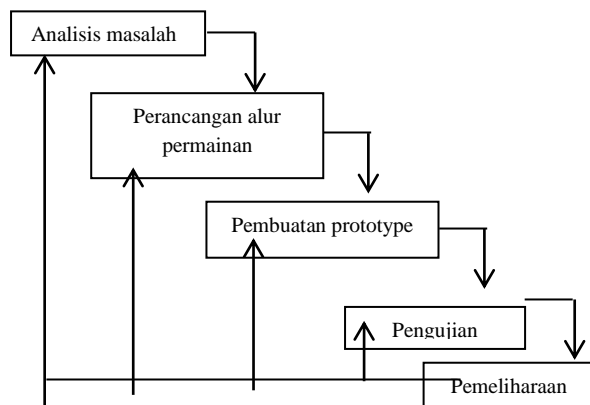 Analisis masalah
Perancangan alur
permainan
Pembuatan prototype
Pengujian
Pemeliharaan